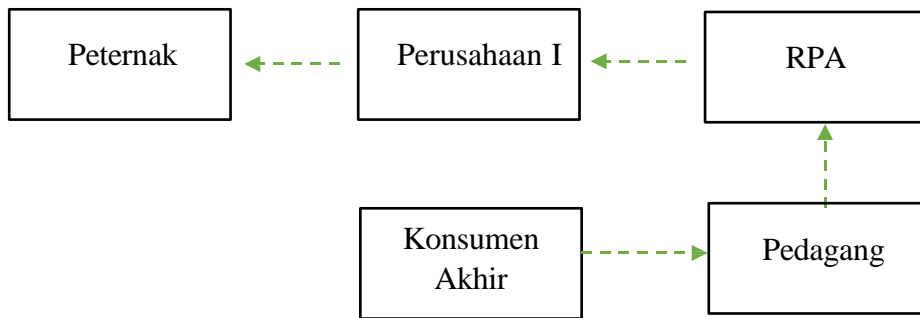 Peternak
Perusahaan I
RPA
Konsumen
Akhir
Pedagang